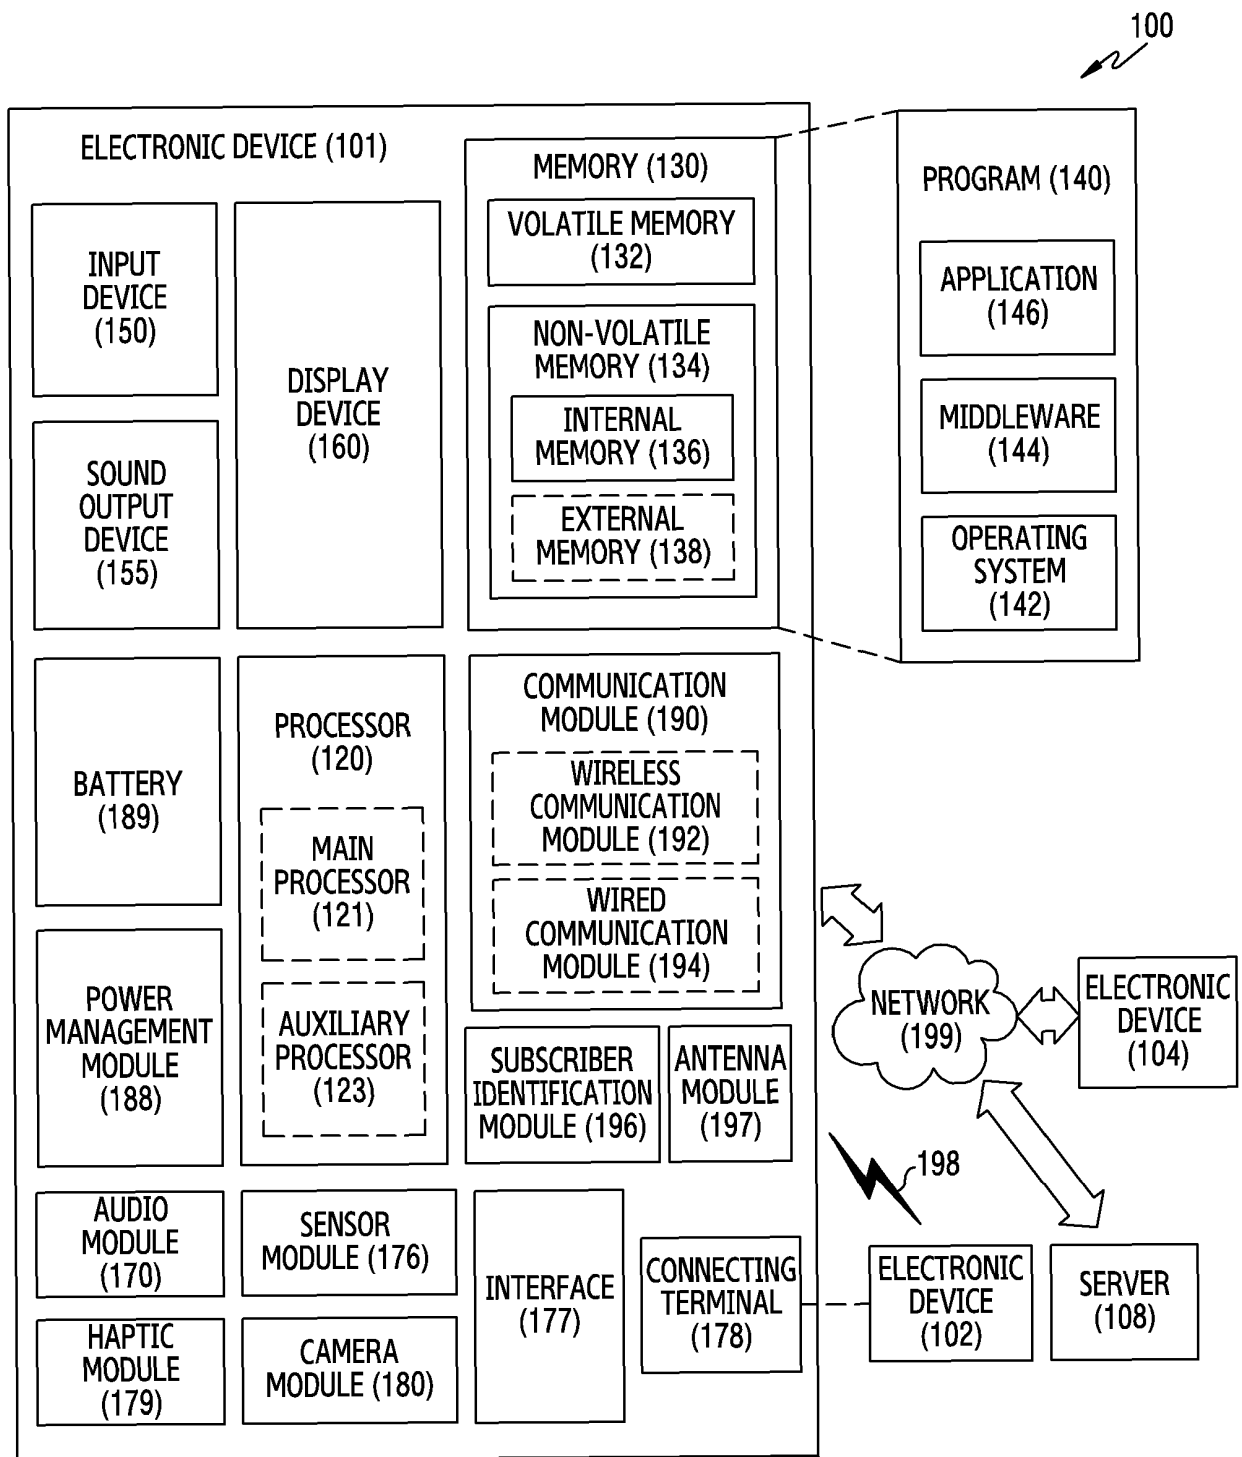 100
ELECTRONIC DEVICE (101)
INPUT
DEVICE
(150)
SOUND
OUTPUT
DEVICE
(155)
DISPLAY
DEVICE
(160)
MEMORY (130)
VOLATILE MEMORY
(132)
NON-VOLATILE
MEMORY (134)
INTERNAL
MEMORY (136)
EXTERNAL
MEMORY (138)
PROGRAM (140)
APPLICATION
(146)
MIDDLEWARE
(144)
OPERATING
SYSTEM
(142)
BATTERY
(189)
POWER
MANAGEMENT
MODULE
(188)
PROCESSOR
(120)
MAIN
PROCESSOR
(121)
AUXILIARY
PROCESSOR
(123)
COMMUNICATION
MODULE (190)
WIRELESS
COMMUNICATION
MODULE (192)
WIRED
COMMUNICATION
MODULE (194)
SUBSCRIBER
IDENTIFICATION
MODULE (196)
ANTENNA
MODULE
(197)
NETWORK
(199)
ELECTRONIC
DEVICE
(104)
198
AUDIO
MODULE
(170)
SENSOR
MODULE (176)
HAPTIC
MODULE
(179)
CAMERA
MODULE (180)
INTERFACE
(177)
CONNECTING
TERMINAL
(178)
ELECTRONIC
DEVICE
(102)
SERVER
(108)